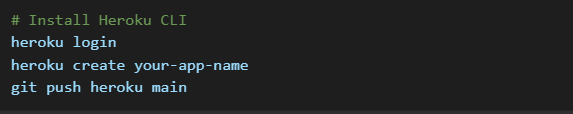 # Install Heroku CLI
heroku login
heroku create your-app-name
git push heroku main